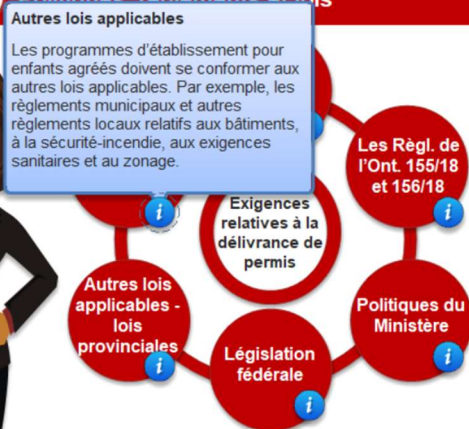 Autres lois applicables
Les programmes d'établissement pour
enfants agréés doivent se conformer aux
autres lois applicables. Par exemple, les
règlements municipaux et autres
règlements locaux relatifs aux bâtiments,
à la sécurité-incendie, aux exigences
sanitaires et au zonage.
Les Règl. de
l'Ont. 155/18
et 156/18
Exigences
relatives à la
délivrance de
permis
Autres lois
applicables -
lois
provinciales
Politiques du
Ministère
Législation
fédérale